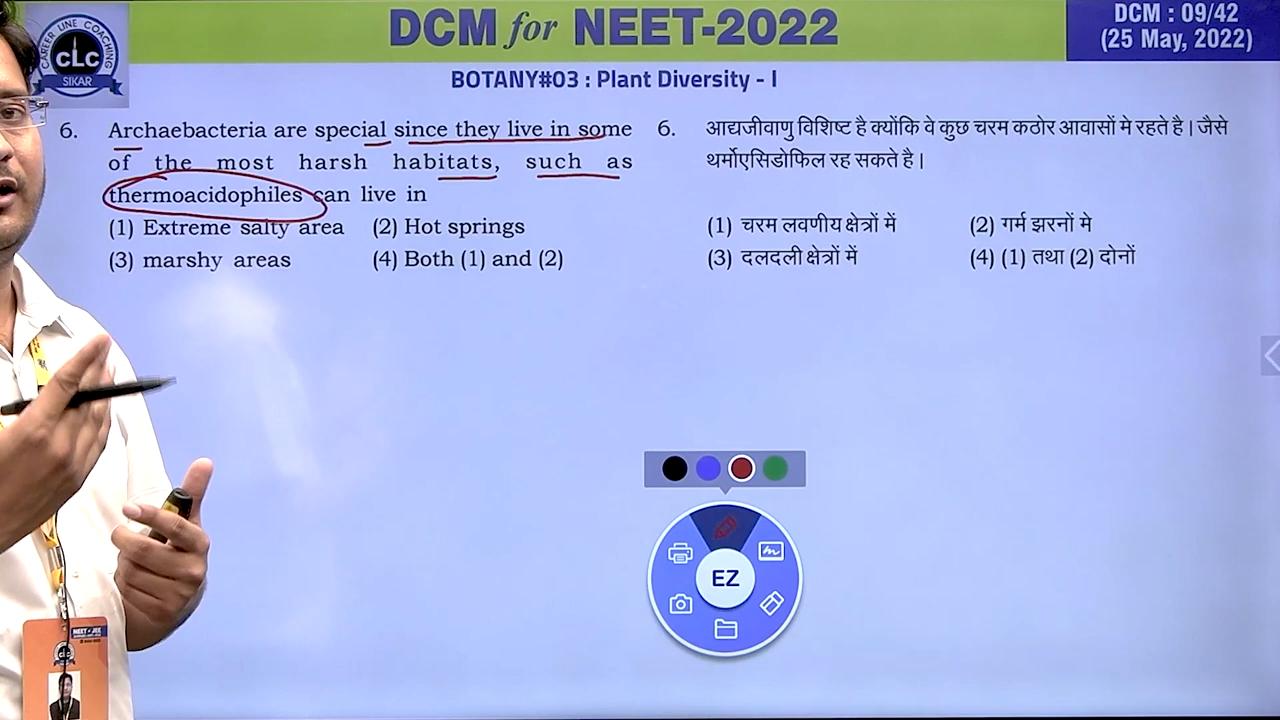 DCM for NEET-2022
DCM : 09/42
(25 May, 2022)
CAREER LINE COACHING
CLC
SIKAR
BOTANY#03 : Plant Diversity - I
6. Archaebacteria are special since they live in some
of the most harsh habitats, such as
thermoacidophiles can live in
(1) Extreme salty area (2) Hot springs
(3) marshy areas (4) Both (1) and (2)
6. आद्यजीवाणु विशिष्ट है क्योंकि वे कुछ चरम कठोर आवासों मे रहते है। जैसे
थर्मोएसिडोफिल रह सकते है।
(1) चरम लवणीय क्षेत्रों में (2) गर्म झरनों मे
(3) दलदली क्षेत्रों में (4) (1) तथा (2) दोनों
EZ
NEET • JEE
CLC